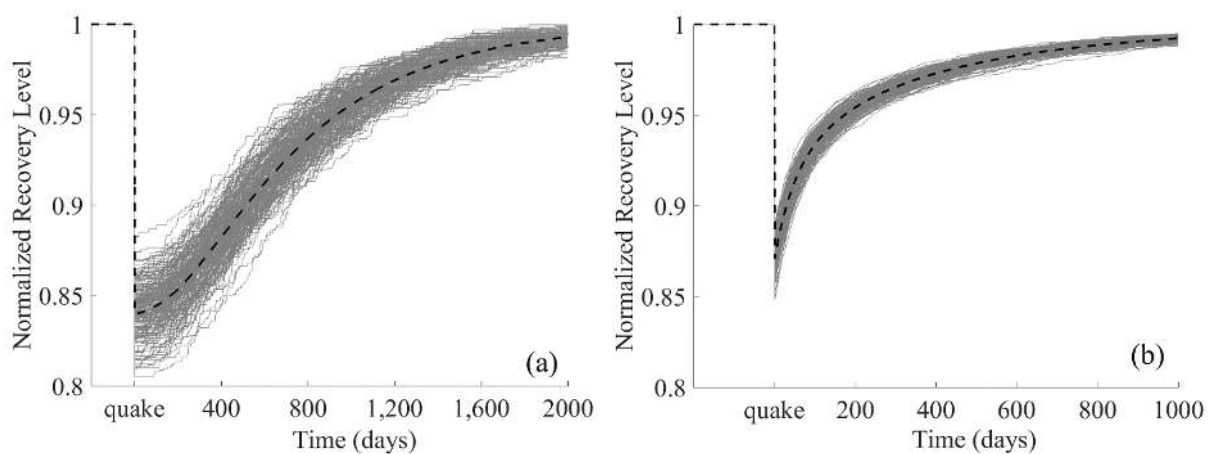 Normalized Recovery Level
1
0.95
0.9
0.85
0.8
quake 400 800 1,200 1,600 2000
Time (days)
(a)
Normalized Recovery Level
1
0.95
0.9
0.85
0.8
quake 200 400 600 800 1000
Time (days)
(b)